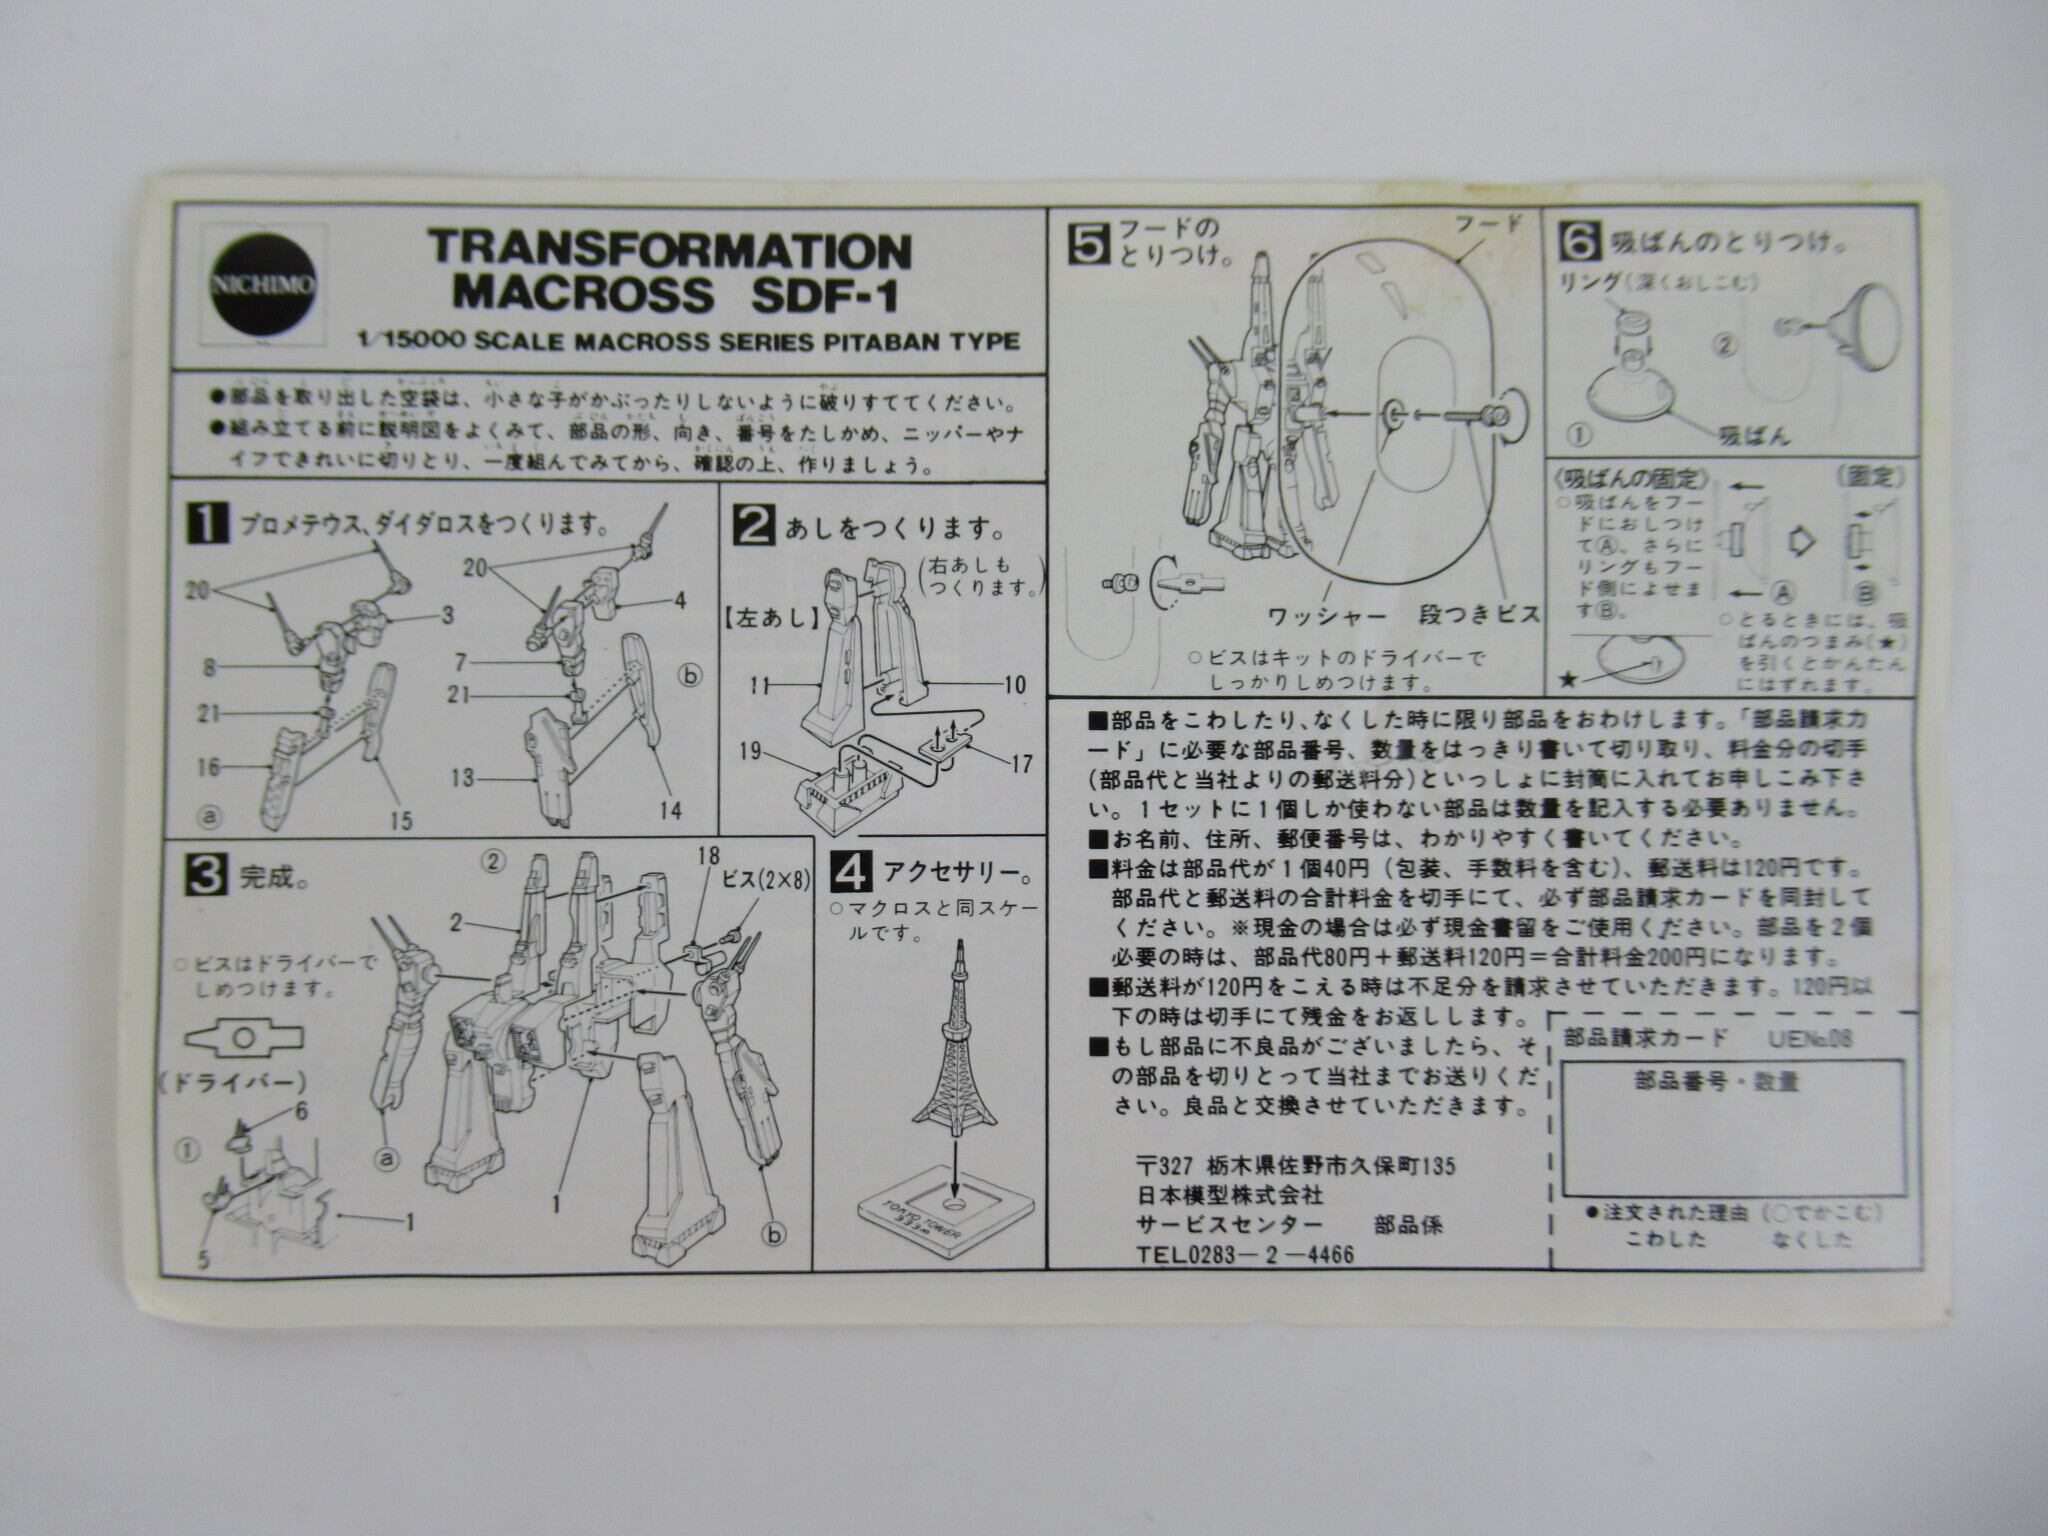 NICHIMO
TRANSFORMATION
MACROSS SDF-1
1/15000 SCALE MACROSS SERIES PITABAN TYPE
●部品を取り出した空袋は、小さな子がかぶったりしないように破りすててください。
●組み立てる前に説明図をよくみて、部品の形、向き、番号をたしかめ、ニッパーやナ
イフできれいに切りとり、一度組んでみてから、確認の上、作りましょう。
1 プロメテウス、ダイダロスをつくります。
20
3
8
21
16
15
ⓐ
20
4
7
21
13
14
ⓑ
2 あしをつくります。
(右あしも
つくります。)
【左あし】
11
10
19
17
3 完成。
②
18
ビス(2×8)
2
○ビスはドライバーで
しめつけます。
(ドライバー)
6
①
5
1
ⓐ
1
ⓑ
4 アクセサリー。
○マクロスと同スケー
ルです。
TOKYO TOWER
333m
5 フードの
とりつけ。
フード
ワッシャー 段つきビス
○ビスはキットのドライバーで
しっかりしめつけます。
6 吸ばんのとりつけ。
リング(深くおしこむ)
②
①
吸ばん
《吸ばんの固定》
(固定)
○吸ばんをフー
ドにおしつけ
てⒶ、さらに
リングもフー
ド側によせま
すⒷ。
Ⓐ
Ⓑ
○とるときには、吸
ばんのつまみ(★)
を引くとかんたん
にはずれます。
★
■部品をこわしたり、なくした時に限り部品をおわけします。「部品請求カ
ード」に必要な部品番号、数量をはっきり書いて切り取り、料金分の切手
(部品代と当社よりの郵送料分)といっしょに封筒に入れてお申しこみ下さ
い。1セットに1個しか使わない部品は数量を記入する必要ありません。
■お名前、住所、郵便番号は、わかりやすく書いてください。
■料金は部品代が1個40円(包装、手数料を含む)、郵送料は120円です。
部品代と郵送料の合計料金を切手にて、必ず部品請求カードを同封して
ください。※現金の場合は必ず現金書留をご使用ください。部品を2個
必要の時は、部品代80円+郵送料120円=合計料金200円になります。
■郵送料が120円をこえる時は不足分を請求させていただきます。120円以
下の時は切手にて残金をお返しします。
■もし部品に不良品がございましたら、そ
の部品を切りとって当社までお送りくだ
さい。良品と交換させていただきます。
〒327 栃木県佐野市久保町135
日本模型株式会社
サービスセンター 部品係
TEL0283-2-4466
部品請求カード UENo.08
部品番号・数量
●注文された理由(○でかこむ)
こわした なくした